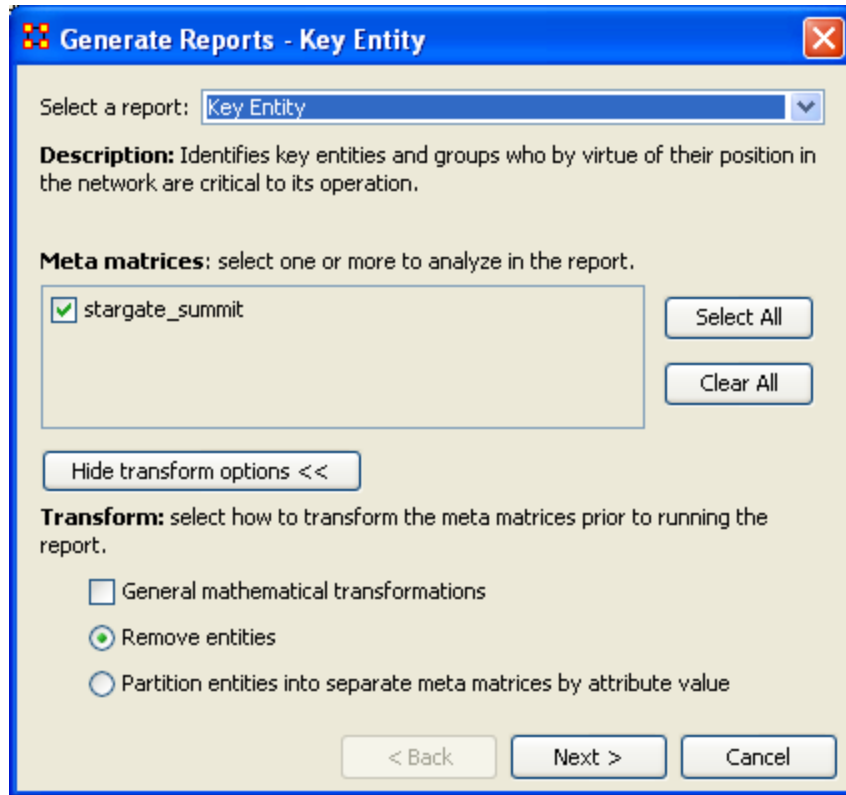 Generate Reports - Key Entity
Select a report: Key Entity
Description: Identifies key entities and groups who by virtue of their position in
the network are critical to its operation.
Meta matrices: select one or more to analyze in the report.
stargate_summit
Select All
Clear All
Hide transform options <<
Transform: select how to transform the meta matrices prior to running the
report.
General mathematical transformations
Remove entities
Partition entities into separate meta matrices by attribute value
< Back Next > Cancel